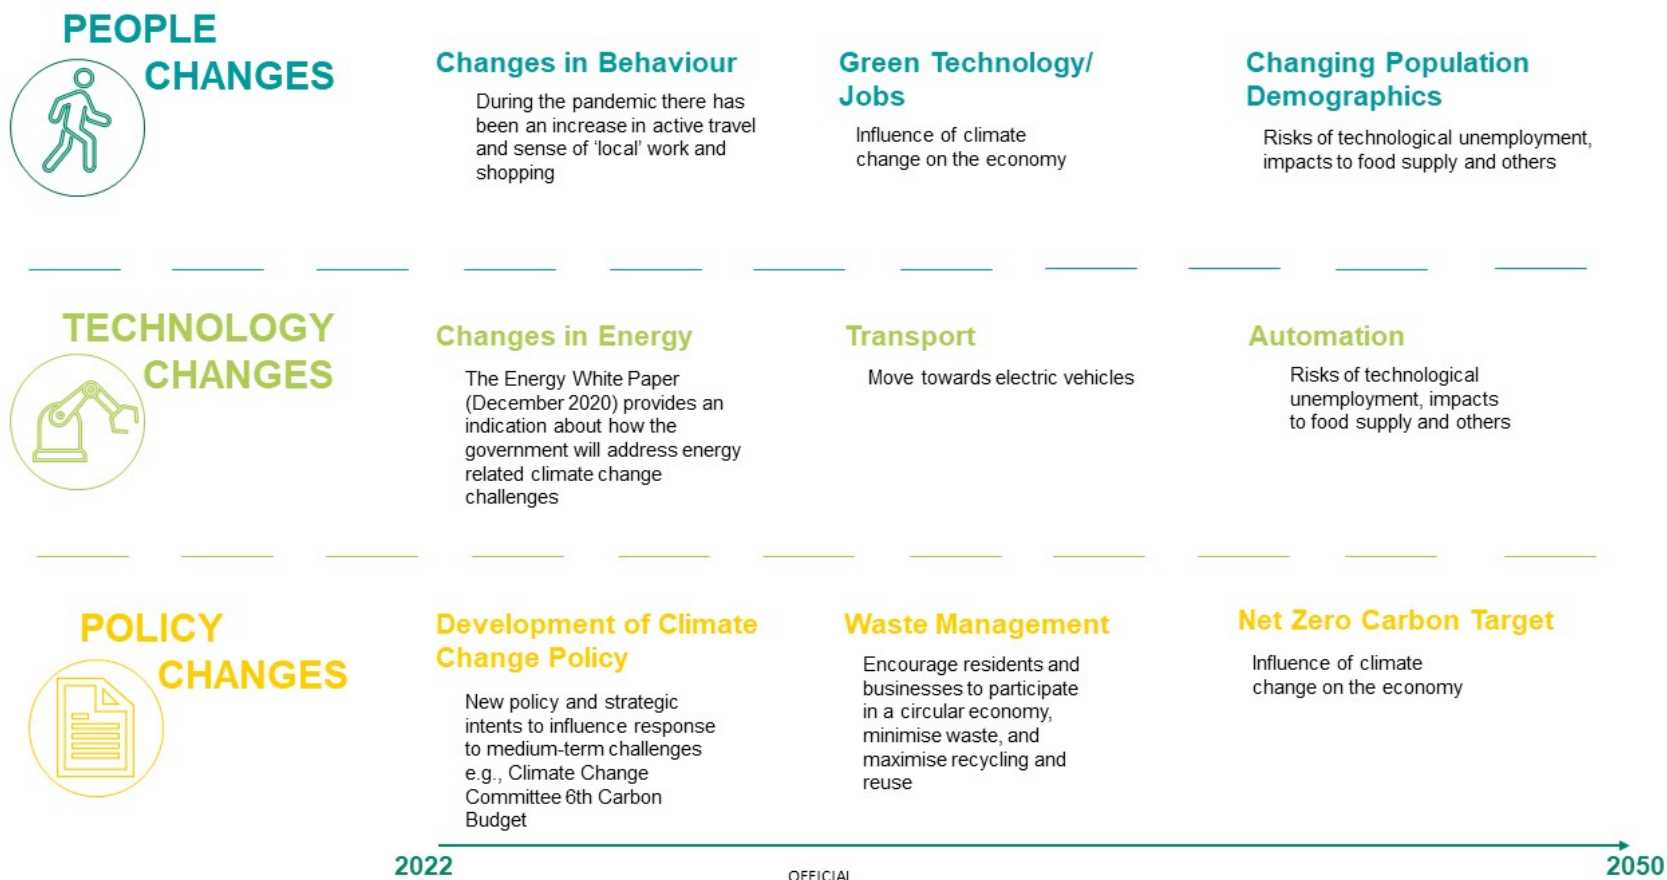 PEOPLE
CHANGES
Changes in Behaviour
During the pandemic there has
been an increase in active travel
and sense of ‘local’ work and
shopping
Green Technology/
Jobs
Influence of climate
change on the economy
Changing Population
Demographics
Risks of technological unemployment,
impacts to food supply and others
TECHNOLOGY
CHANGES
Changes in Energy
The Energy White Paper
(December 2020) provides an
indication about how the
government will address energy
related climate change
challenges
Transport
Move towards electric vehicles
Automation
Risks of technological
unemployment, impacts
to food supply and others
POLICY
CHANGES
Development of Climate
Change Policy
New policy and strategic
intents to influence response
to medium-term challenges
e.g., Climate Change
Committee 6th Carbon
Budget
Waste Management
Encourage residents and
businesses to participate
in a circular economy,
minimise waste, and
maximise recycling and
reuse
Net Zero Carbon Target
Influence of climate
change on the economy
2022
2050
OFFICIAL